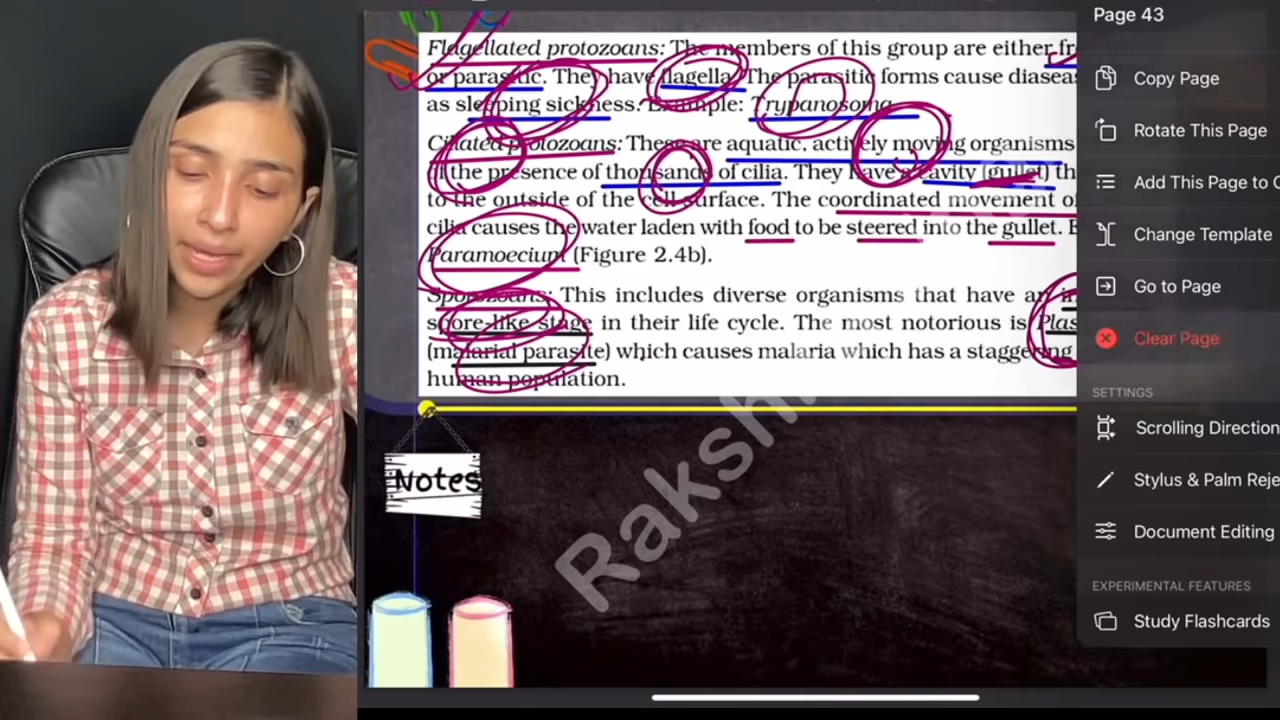 Flagellated protozoans: The members of this group are either fr
or parasitic. They have flagella. The parasitic forms cause diaseas
as sleeping sickness. Example: Trypanosoma
Ciliated protozoans: These are aquatic, actively moving organisms
of the presence of thousands of cilia. They have a cavity (gullet) th
to the outside of the cell surface. The coordinated movement o
cilia causes the water laden with food to be steered into the gullet. E
Paramoecium (Figure 2.4b).
Sporozoans: This includes diverse organisms that have an in
spore-like stage in their life cycle. The most notorious is Plas
(malarial parasite) which causes malaria which has a staggering
human population.
Notes
Raksh
Page 43
Copy Page
Rotate This Page
Add This Page to O
Change Template
Go to Page
Clear Page
SETTINGS
Scrolling Direction
Stylus & Palm Reje
Document Editing
EXPERIMENTAL FEATURES
Study Flashcards